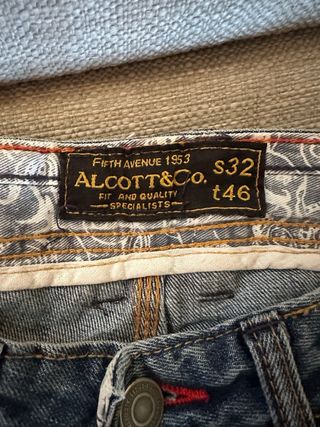 FIFTH AVENUE 1953
ALCOTT&Co.
FIT AND QUALITY
SPECIALISTS
s32
t46